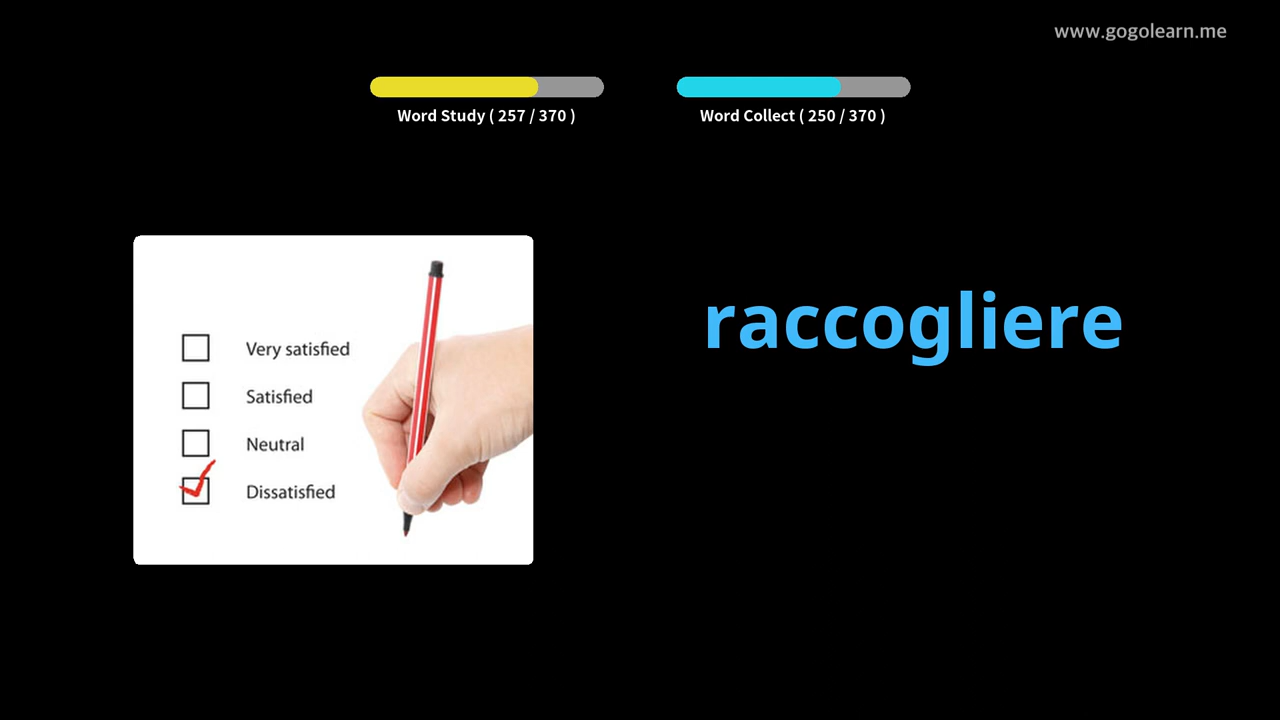 www.gogolearn.me
Word Study ( 257 / 370 )
Word Collect ( 250 / 370 )
raccogliere
Very satisfied
Satisfied
Neutral
Dissatisfied